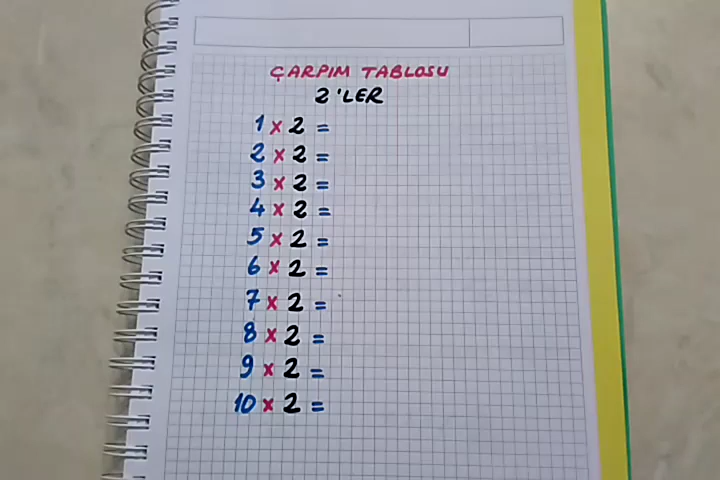 ÇARPIM TABLOSU
2'LER
1 x 2 =
2 x 2 =
3 x 2 =
4 x 2 =
5 x 2 =
6 x 2 =
7 x 2 =
8 x 2 =
9 x 2 =
10 x 2 =